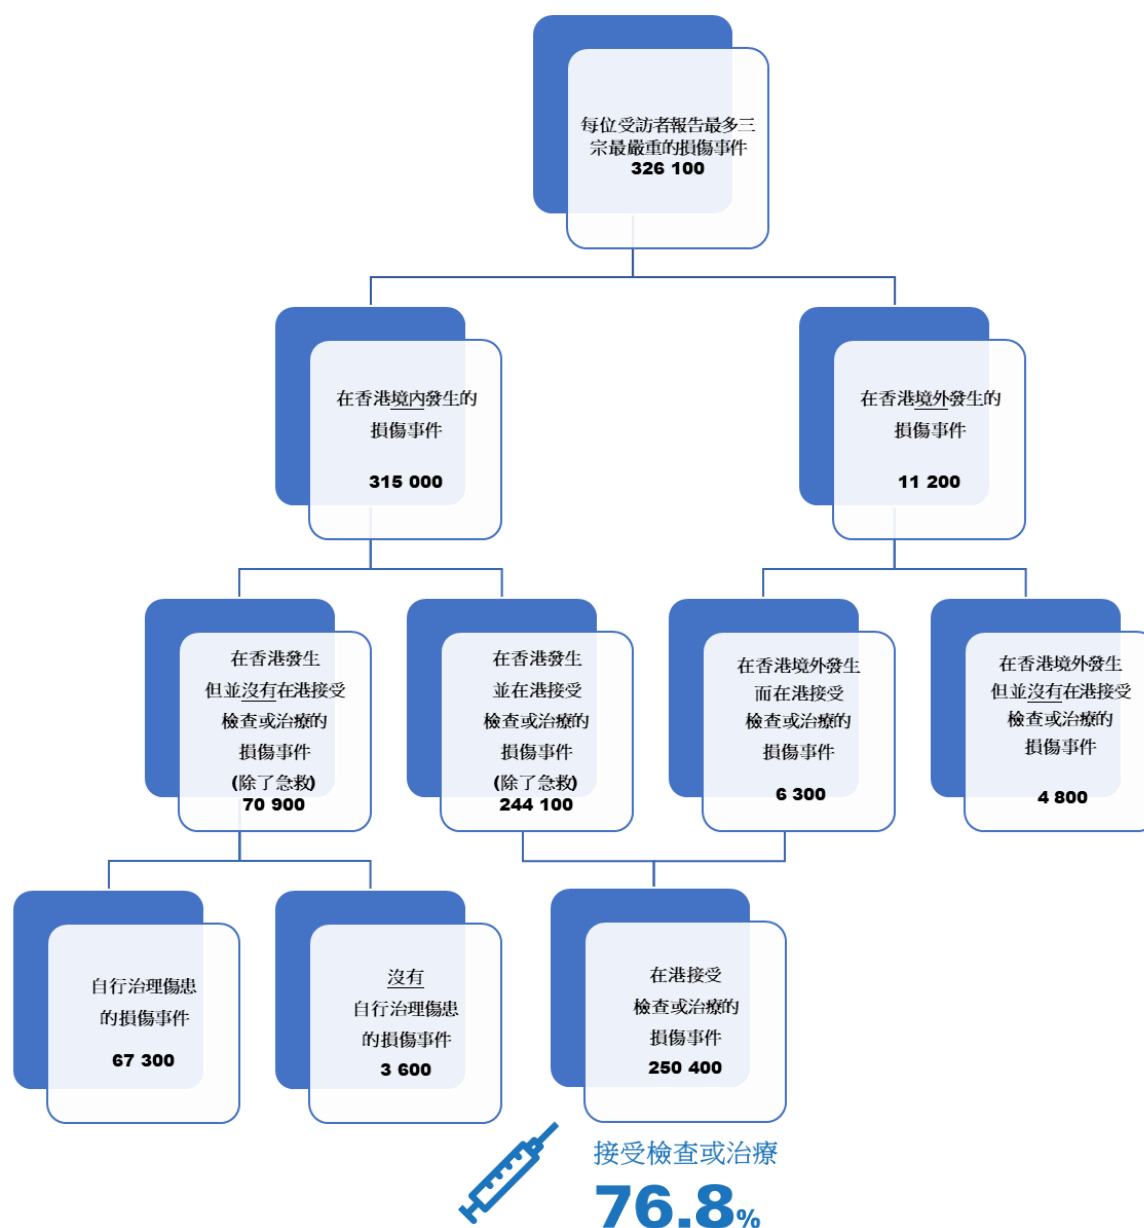 每位受訪者報告最多三
宗最嚴重的損傷事件
326 100
在香港境內發生的
損傷事件
315 000
在香港境外發生的
損傷事件
11 200
在香港發生
但並沒有在港接受
檢查或治療的
損傷事件
(除了急救)
70 900
在香港發生
並在港接受
檢查或治療的
損傷事件
(除了急救)
244 100
在香港境外發生
而在港接受
檢查或治療的
損傷事件
6 300
在香港境外發生
但並沒有在港接受
檢查或治療的
損傷事件
4 800
自行治理傷患
的損傷事件
67 300
沒有
自行治理傷患
的損傷事件
3 600
在港接受
檢查或治療的
損傷事件
250 400
接受檢查或治療
76.8%